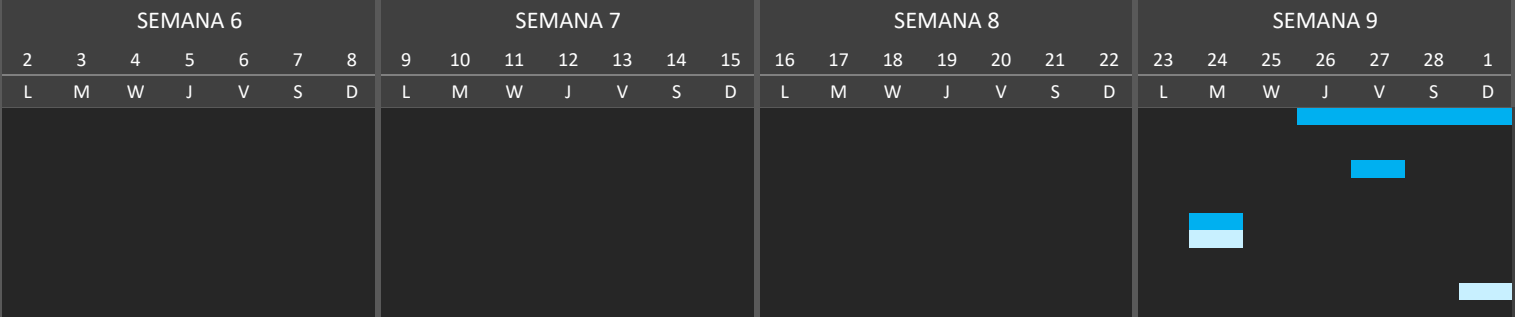 SEMANA 6 SEMANA 7 SEMANA 8 SEMANA 9
2 3 4 5 6 7 8 9 10 11 12 13 14 15 16 17 18 19 20 21 22 23 24 25 26 27 28 1
L M W J V S D L M W J V S D L M W J V S D L M W J V S D